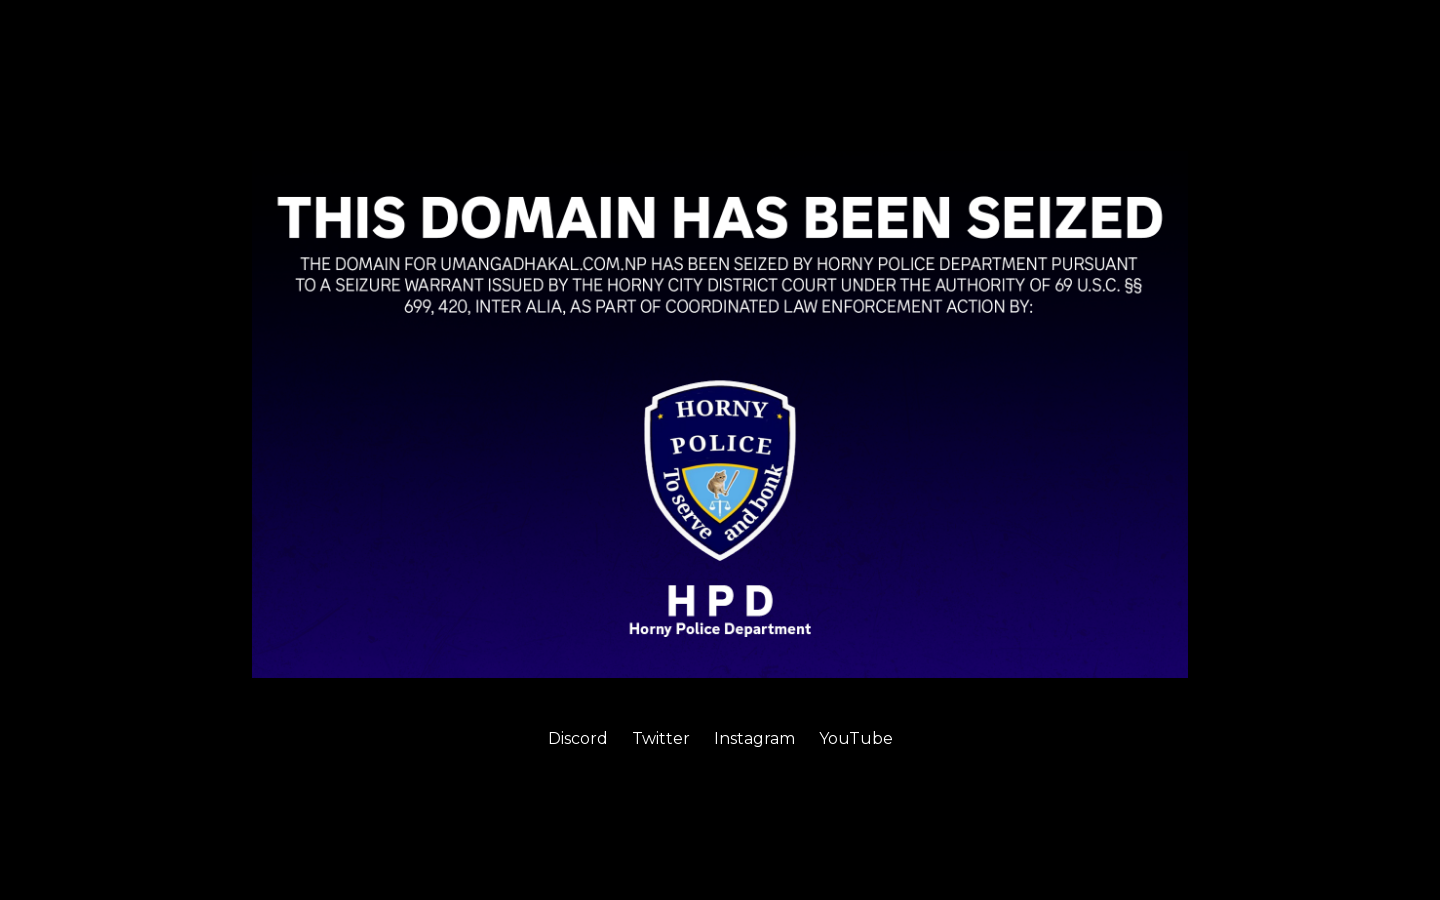 THIS DOMAIN HAS BEEN SEIZED
THE DOMAIN FOR UMANGADHAKAL.COM.NP HAS BEEN SEIZED BY HORNY POLICE DEPARTMENT PURSUANT
TO A SEIZURE WARRANT ISSUED BY THE HORNY CITY DISTRICT COURT UNDER THE AUTHORITY OF 69 U.S.C. §§
699, 420, INTER ALIA, AS PART OF COORDINATED LAW ENFORCEMENT ACTION BY:
HORNY
POLICE
To serve and bonk
HPD
Horny Police Department
Discord Twitter Instagram YouTube